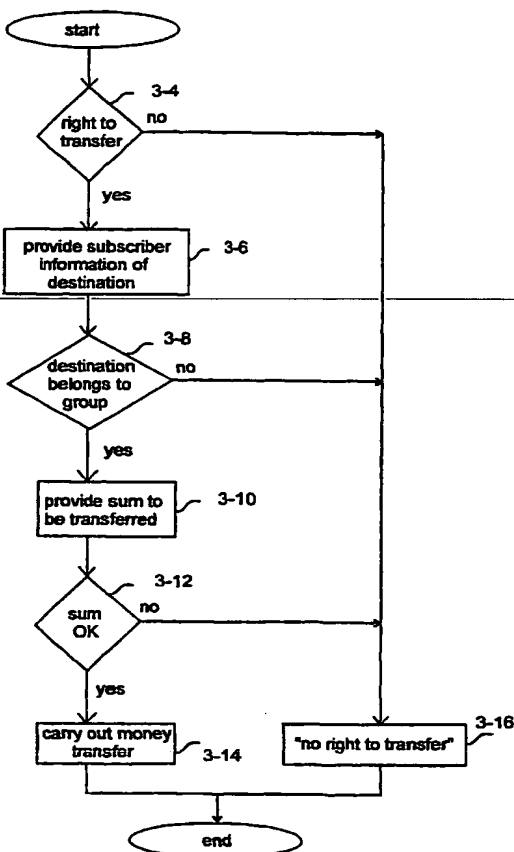 start
3-4
right to
transfer
no
yes
provide subscriber
information of
destination
3-6
3-8
destination
belongs to
group
no
yes
provide sum to
be transferred
3-10
3-12
sum
OK
no
yes
carry out money
transfer
3-14
"no right to transfer"
3-16
end